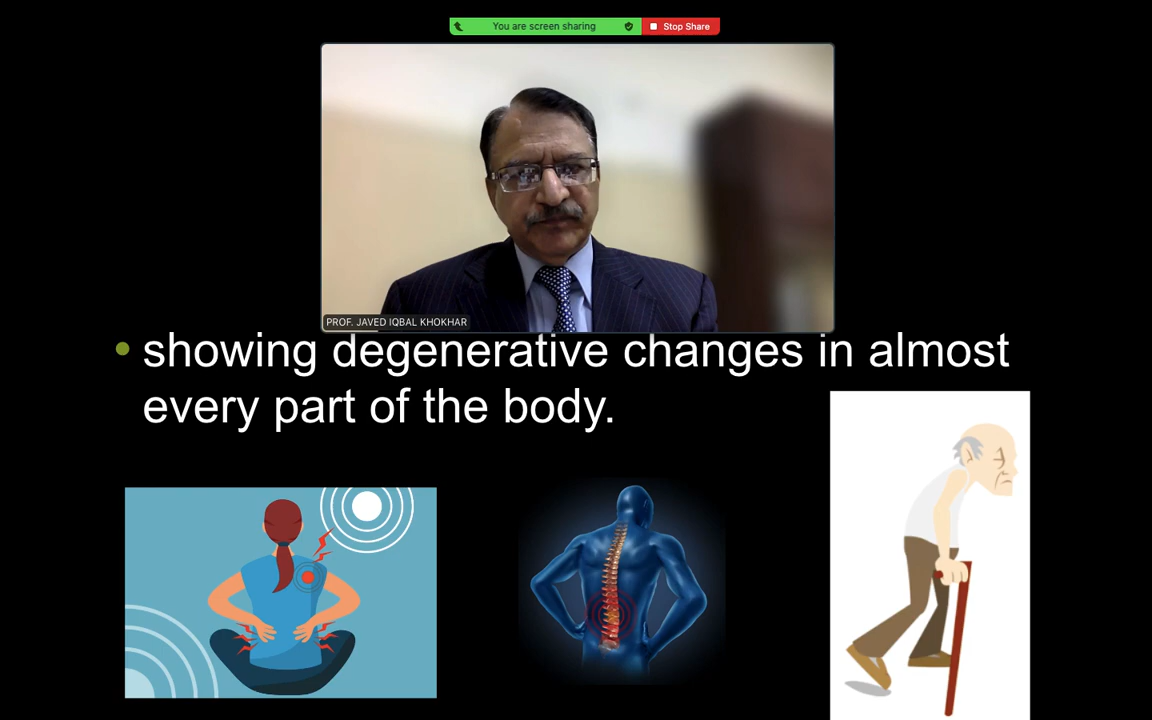 You are screen sharing
Stop Share
PROF. JAVED IQBAL KHOKHAR
showing degenerative changes in almost
every part of the body.